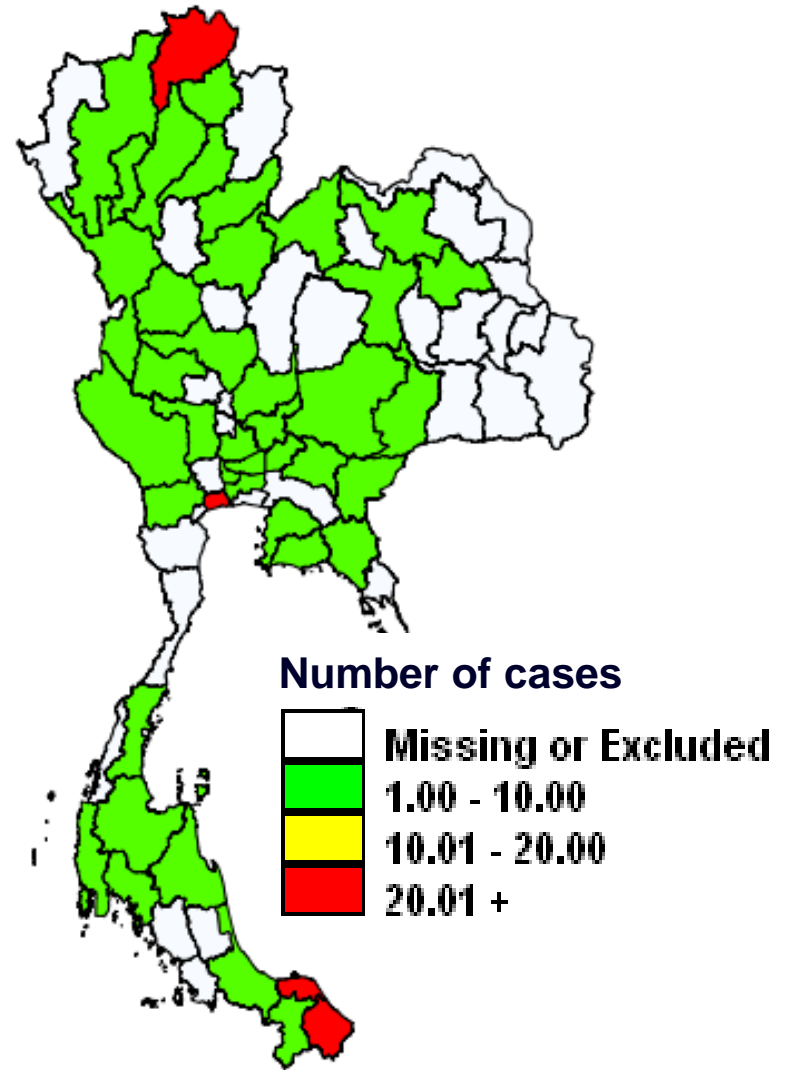 Number of cases
Missing or Excluded
1.00 - 10.00
10.01 - 20.00
20.01 +